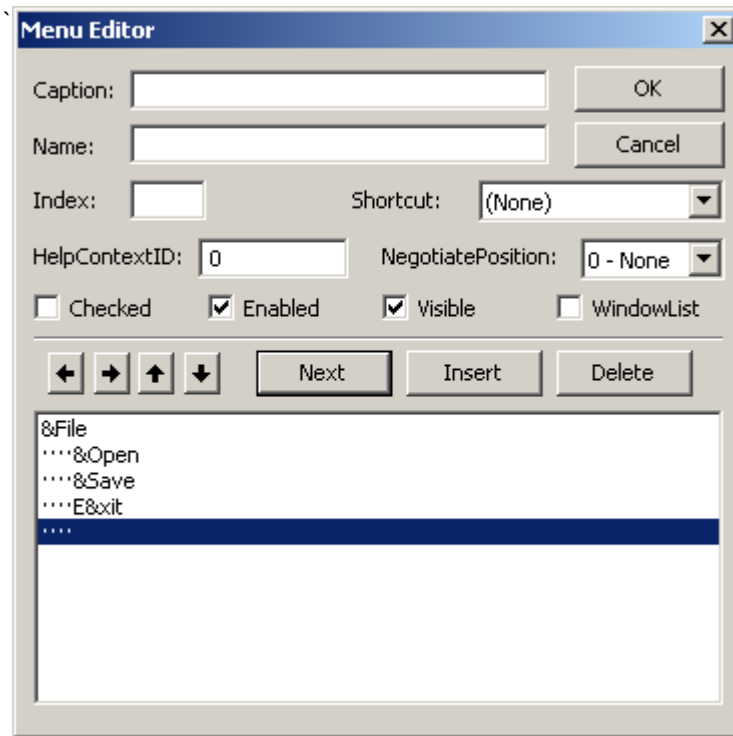 `
Menu Editor
Caption:
OK
Name:
Cancel
Index:
Shortcut: (None)
HelpContextID: 0
NegotiatePosition: 0 - None
Checked
Enabled
Visible
WindowList
Next
Insert
Delete
&File
····&Open
····&Save
····E&xit
····